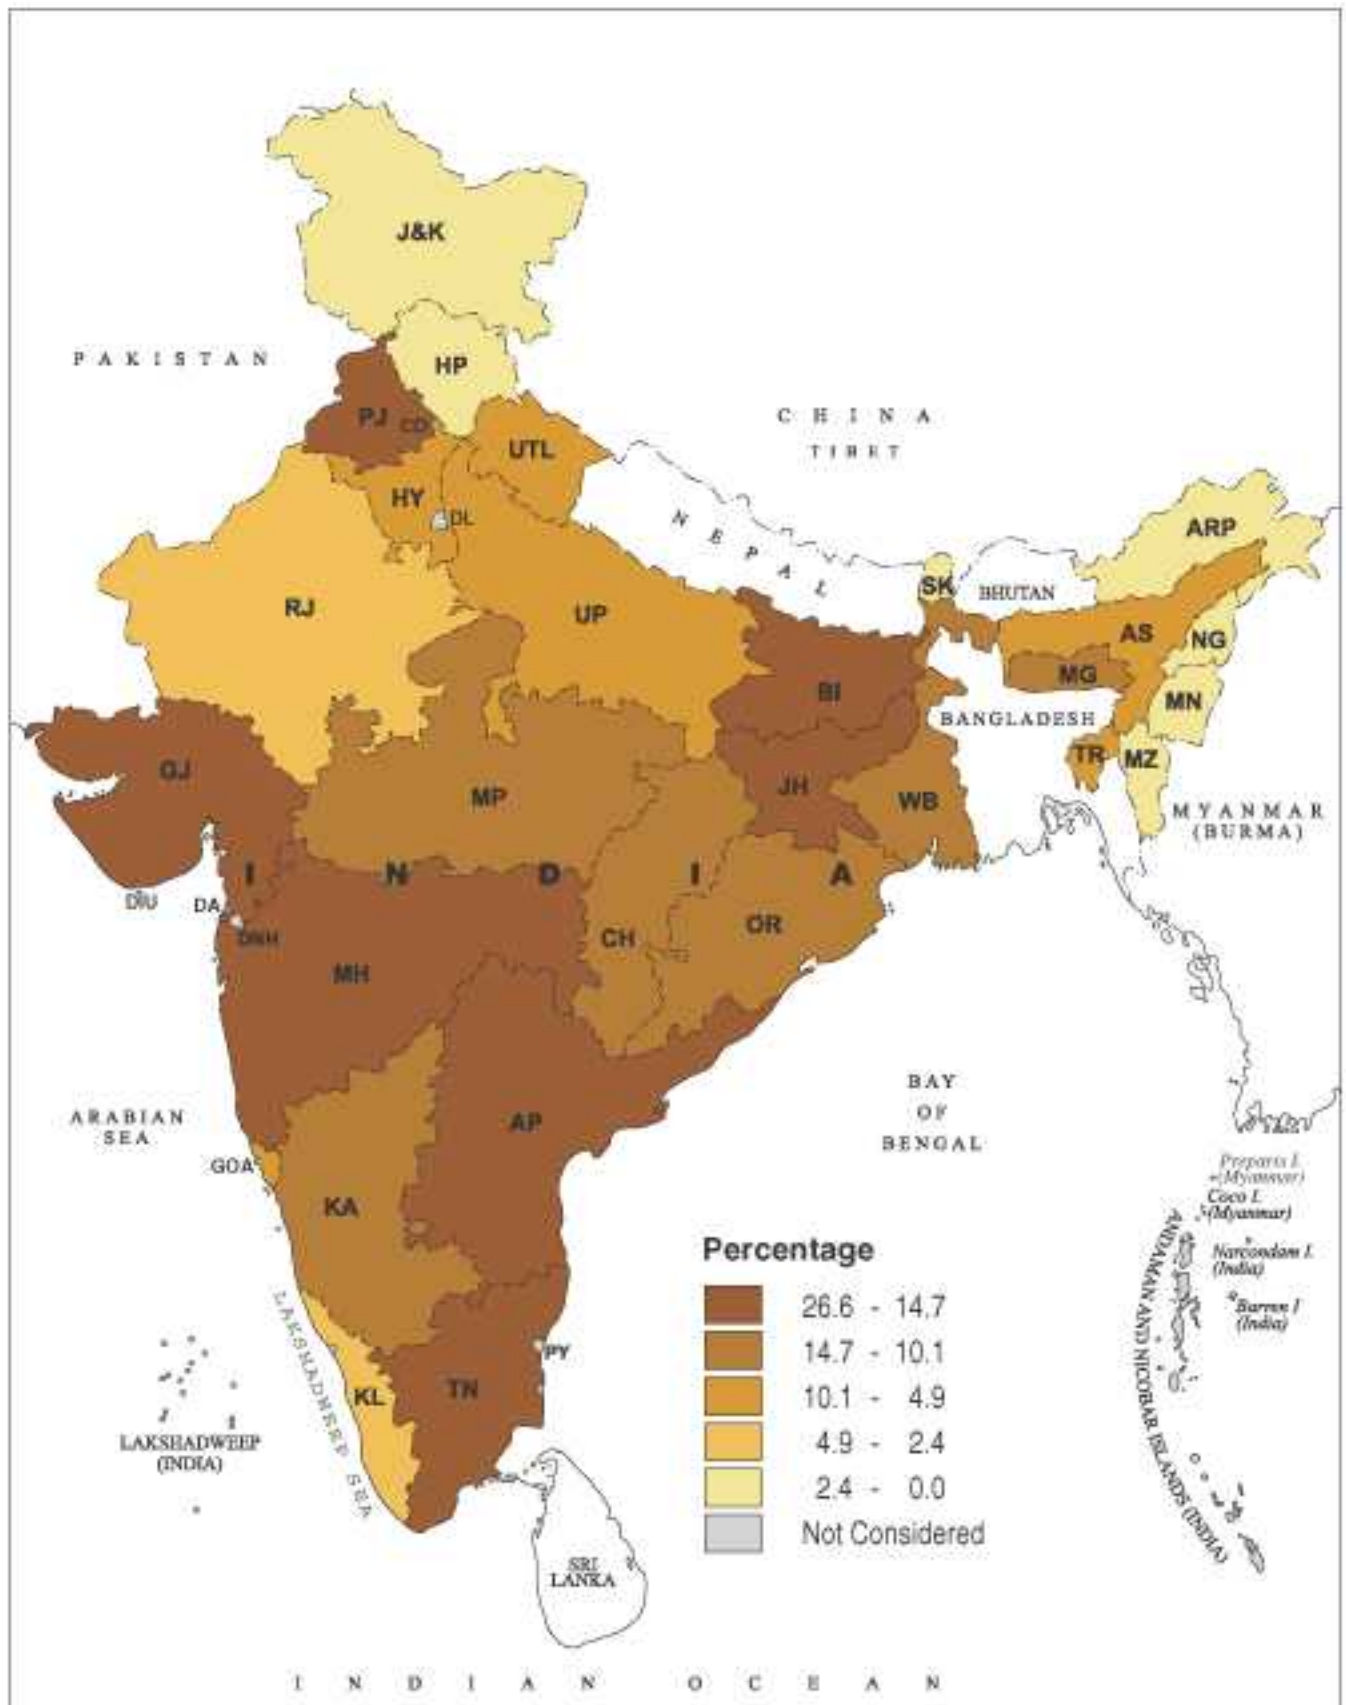 J&K
PAKISTAN
HP
CHINA
TIBET
PJ CD
UTL
HY
DL
NEPAL
ARP
SK
BHUTAN
RJ
UP
AS
NG
MG
BI
MN
BANGLADESH
GJ
TR MZ
MP
JH
WB
MYANMAR
(BURMA)
INDIA
DIU
DA
DNH
CH
OR
MH
BAY
OF
BENGAL
ARABIAN
SEA
AP
GOA
KA
Preparis I.
(Myanmar)
Coco I.
(Myanmar)
Narcondam I.
(India)
Barren I
(India)
ANDAMAN AND NICOBAR ISLANDS (INDIA)
Percentage
26.6 - 14.7
14.7 - 10.1
10.1 - 4.9
4.9 - 2.4
2.4 - 0.0
Not Considered
LAKSHADWEEP SEA
PY
KL
TN
LAKSHADWEEP
(INDIA)
SRI
LANKA
INDIAN OCEAN